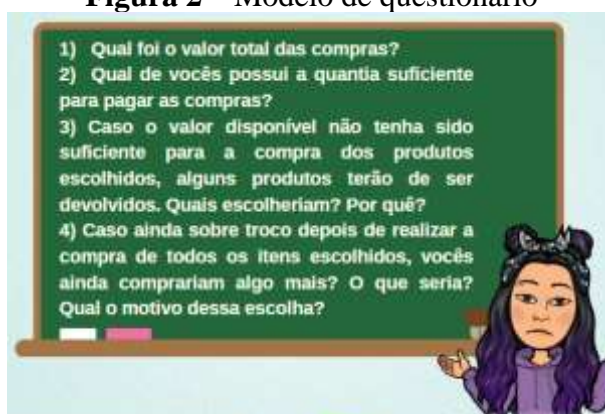 Figura 2 – Modelo de questionário
1) Qual foi o valor total das compras?
2) Qual de vocês possui a quantia suficiente
para pagar as compras?
3) Caso o valor disponível não tenha sido
suficiente para a compra dos produtos
escolhidos, alguns produtos terão de ser
devolvidos. Quais escolheriam? Por quê?
4) Caso ainda sobre troco depois de realizar a
compra de todos os itens escolhidos, vocês
ainda comprariam algo mais? O que seria?
Qual o motivo dessa escolha?